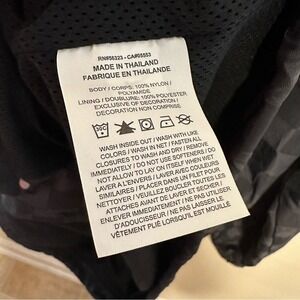 RN#56323 - CA#05553
MADE IN THAILAND
FABRIQUE EN THAILANDE
BODY / CORPS: 100% NYLON /
POLYAMIDE
LINING / DOUBLURE: 100% POLYESTER
EXCLUSIVE OF DECORATION /
DECORATION NON COMPRISE
WASH INSIDE OUT / WASH WITH LIKE
COLORS / WASH IN NET / FASTEN ALL
CLOSURES TO WASH AND DRY / REMOVE
IMMEDIATELY / DO NOT USE SOFTENERS / DO
NOT ALLOW TO LAY ON ITSELF WHEN WET
LAVER A L'ENVERS / LAVER AVEC COULEURS
SIMILAIRES / PLACER DANS UN FILET POUR
NETTOYER / VEUILLEZ BOUCLER TOUTES LES
ATTACHES AVANT DE LAVER ET SECHER /
ENLEVER IMMÉDIATEMENT / NE PAS UTILISER
D'ADOUCISSEUR / NE PAS LAISSER LE
VÊTEMENT PLIÉ LORSQU'IL EST MOUILLÉ